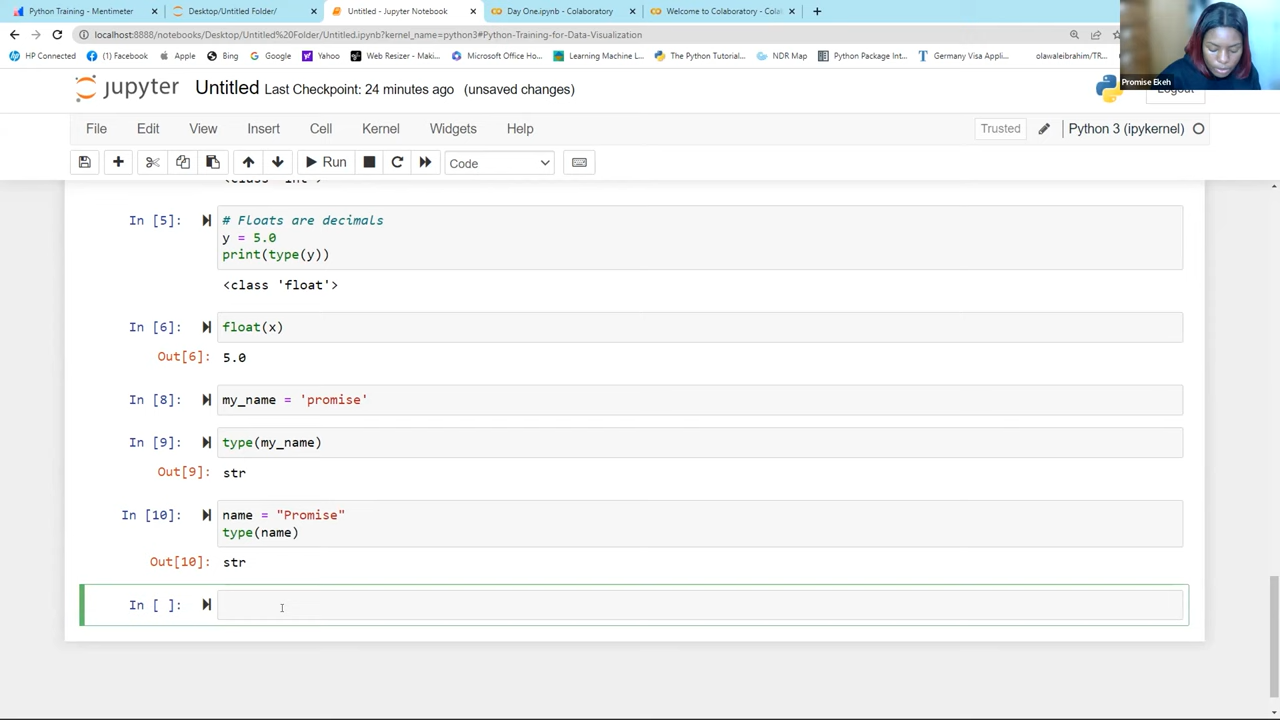 Python Training - Mentimeter
Desktop/Untitled Folder/
Untitled - Jupyter Notebook
Day One.ipynb - Colaboratory
Welcome to Colaboratory - Colab
localhost:8888/notebooks/Desktop/Untitled%20Folder/Untitled.ipynb?kernel_name=python3#Python-Training-for-Data-Visualization
HP Connected
(1) Facebook
Apple
Bing
Google
Yahoo
Web Resizer - Maki...
Microsoft Office Ho...
Learning Machine L...
The Python Tutorial...
NDR Map
Python Package Int...
Germany Visa Appl...
olawaleibrahim/TR...
Promise Ekeh
jupyter Untitled Last Checkpoint: 24 minutes ago (unsaved changes)
Logout
File Edit View Insert Cell Kernel Widgets Help
Trusted Python 3 (ipykernel)
Run Code
<class 'int'>
In [5]: # Floats are decimals
y = 5.0
print(type(y))
<class 'float'>
In [6]: float(x)
Out[6]: 5.0
In [8]: my_name = 'promise'
In [9]: type(my_name)
Out[9]: str
In [10]: name = "Promise"
type(name)
Out[10]: str
In [ ]: